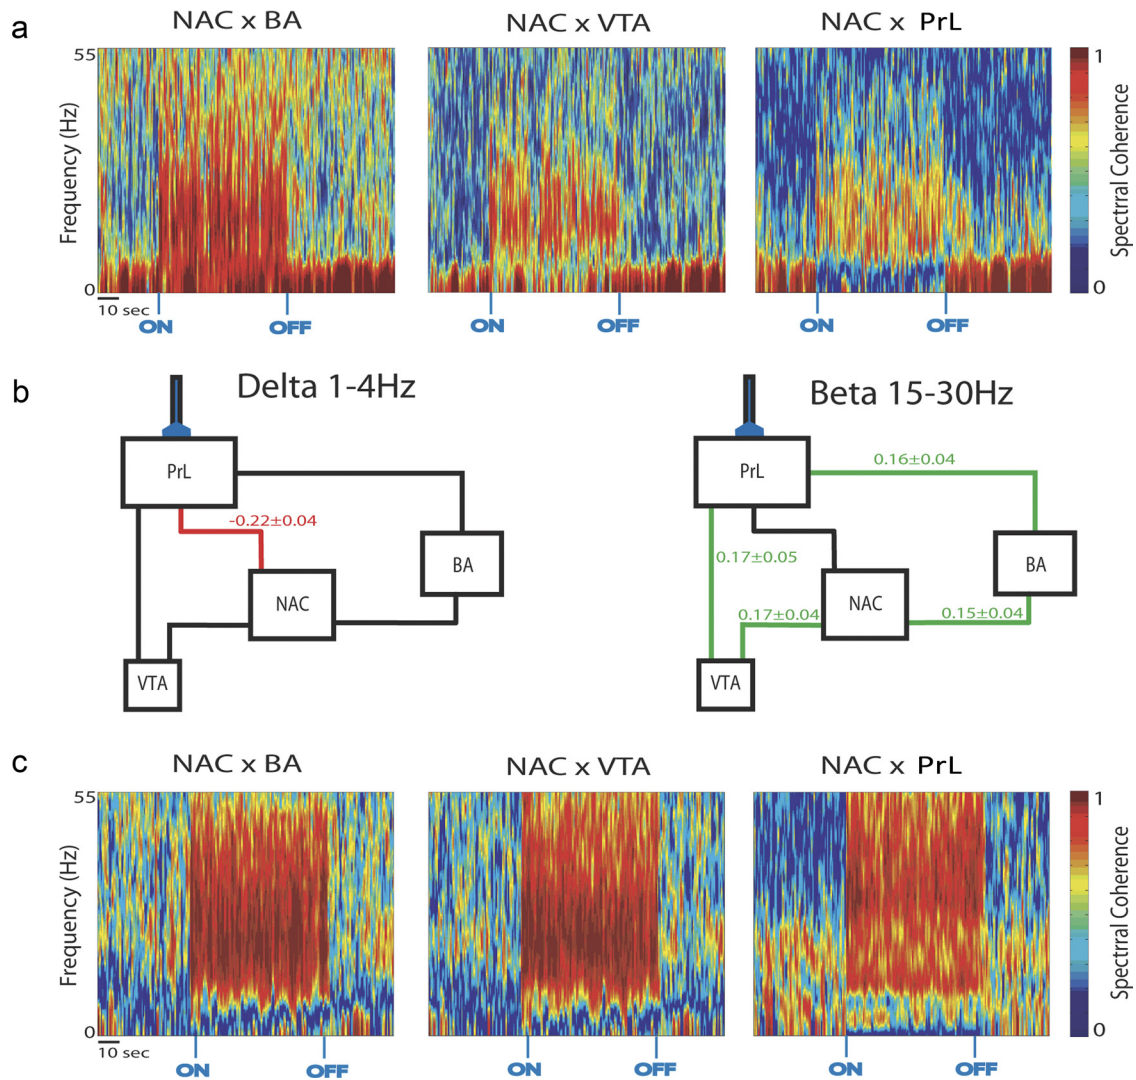 a
NAC x BA
NAC x VTA
NAC x PrL
55
Frequency (Hz)
0
10 sec
ON
OFF
ON
OFF
ON
OFF
1
Spectrral Coherence
0
b
Delta 1-4Hz
PrL
-0.22±0.04
BA
NAC
VTA
Beta 15-30Hz
PrL
0.16±0.04
0.17±0.05
BA
NAC
0.17±0.04
0.15±0.04
VTA
c
NAC x BA
NAC x VTA
NAC x PrL
55
Frequency (Hz)
0
10 sec
ON
OFF
ON
OFF
ON
OFF
1
Spectrral Coherence
0